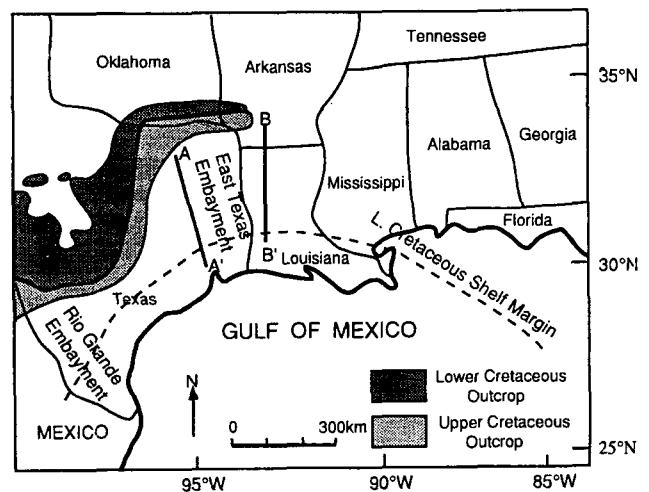 Tennessee
Oklahoma
Arkansas
35°N
B
Alabama
Georgia
A
East Texas
Embayment
Mississippi
Florida
L. Cretaceous Shelf Margin
B'
Louisiana
A'
30°N
Texas
Rio Grande
Embayment
GULF OF MEXICO
N
Lower Cretaceous
Outcrop
0 300km
Upper Cretaceous
Outcrop
MEXICO
25°N
95°W 90°W 85°W